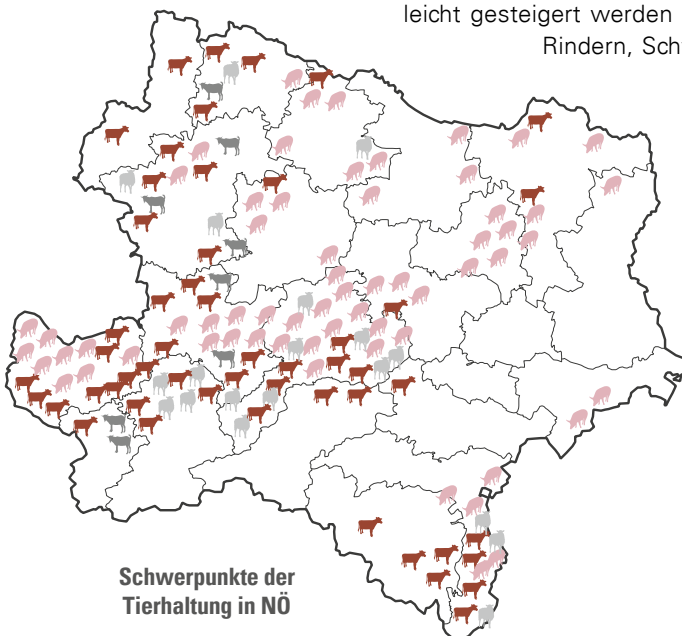 leicht gesteigert werden
Rindern, Sch
Schwerpunkte der
Tierhaltung in NÖ